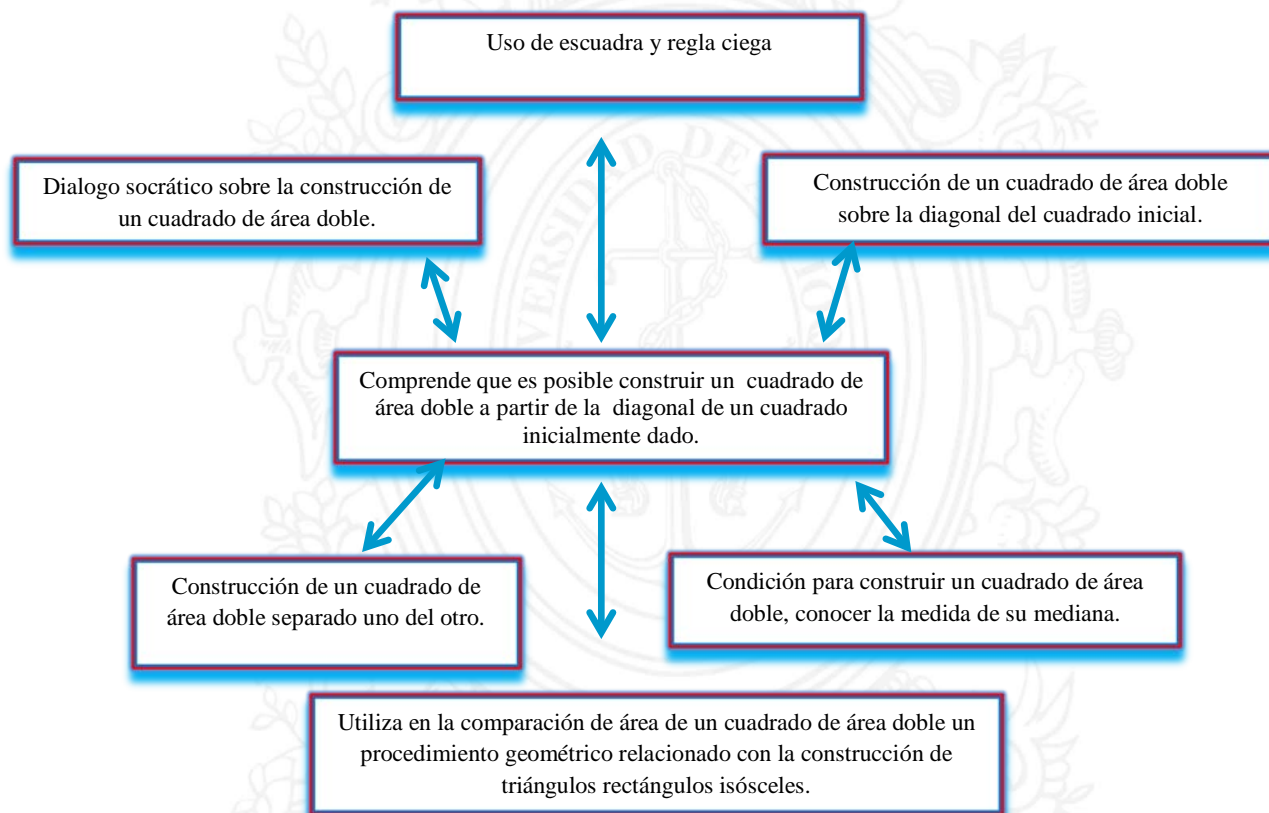 Uso de escuadra y regla ciega
Dialogo socrático sobre la construcción de
un cuadrado de área doble.
Construcción de un cuadrado de área doble
sobre la diagonal del cuadrado inicial.
Comprende que es posible construir un cuadrado de
área doble a partir de la diagonal de un cuadrado
inicialmente dado.
Construcción de un cuadrado de
área doble separado uno del otro.
Condición para construir un cuadrado de área
doble, conocer la medida de su mediana.
Utiliza en la comparación de área de un cuadrado de área doble un
procedimiento geométrico relacionado con la construcción de
triángulos rectángulos isósceles.